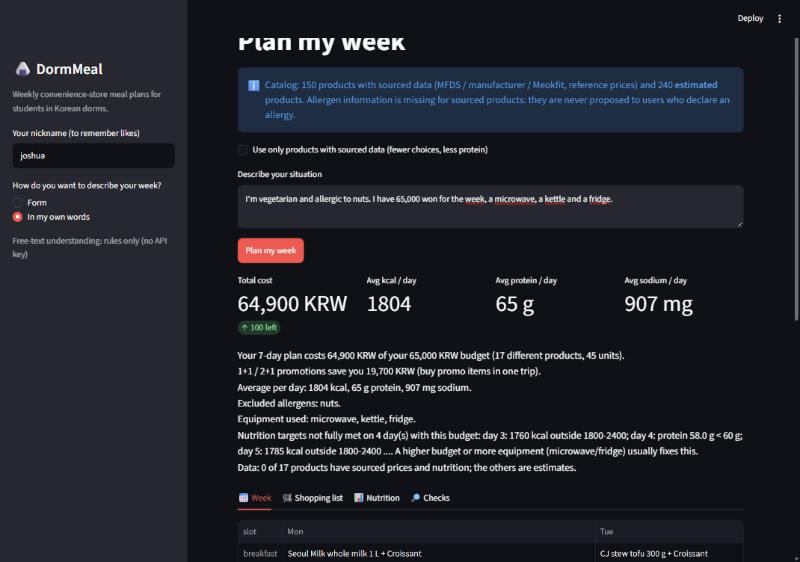 Deploy
DormMeal
Weekly convenience-store meal plans for
students in Korean dorms.
Your nickname (to remember likes)
joshua
How do you want to describe your week?
Form
In my own words
Free-text understanding: rules only (no API
key)
Plan my week
Catalog: 150 products with sourced data (MFDS / manufacturer / Meokfit, reference prices) and 240 estimated
products. Allergen information is missing for sourced products: they are never proposed to users who declare an
allergy.
Use only products with sourced data (fewer choices, less protein)
Describe your situation
I'm vegetarian and allergic to nuts. I have 65,000 won for the week, a microwave, a kettle and a fridge.
Plan my week
Total cost
Avg kcal / day
Avg protein / day
Avg sodium / day
64,900 KRW
1804
65 g
907 mg
↑ 100 left
Your 7-day plan costs 64,900 KRW of your 65,000 KRW budget (17 different products, 45 units).
1+1 / 2+1 promotions save you 19,700 KRW (buy promo items in one trip).
Average per day: 1804 kcal, 65 g protein, 907 mg sodium.
Excluded allergens: nuts.
Equipment used: microwave, kettle, fridge.
Nutrition targets not fully met on 4 day(s) with this budget: day 3: 1760 kcal outside 1800-2400; day 4: protein 58.0 g < 60 g;
day 5: 1785 kcal outside 1800-2400 .... A higher budget or more equipment (microwave/fridge) usually fixes this.
Data: 0 of 17 products have sourced prices and nutrition; the others are estimates.
Week Shopping list Nutrition Checks
slot Mon Tue
breakfast Seoul Milk whole milk 1 L + Croissant CJ stew tofu 300 g + Croissant